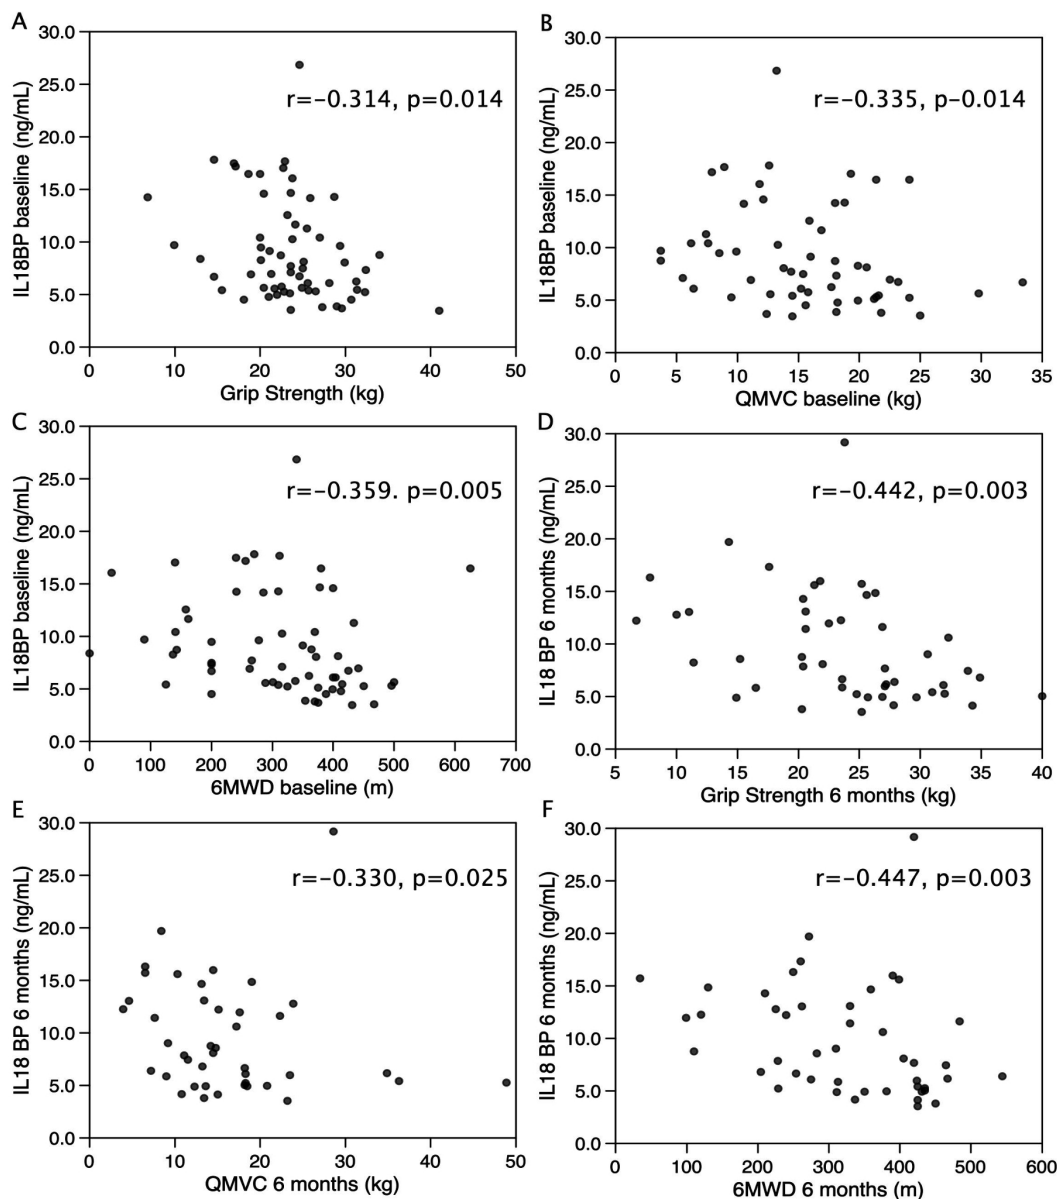 A
IL18BP baseline (ng/mL)
30.0
25.0
20.0
15.0
10.0
5.0
0.0
r=−0.314, p=0.014
0 10 20 30 40 50
Grip Strength (kg)
B
IL18BP baseline (ng/mL)
30.0
25.0
20.0
15.0
10.0
5.0
0.0
r=−0.335, p−0.014
0 5 10 15 20 25 30 35
QMVC baseline (kg)
C
IL18BP baseline (ng/mL)
30.0
25.0
20.0
15.0
10.0
5.0
0.0
r=−0.359. p=0.005
0 100 200 300 400 500 600 700
6MWD baseline (m)
D
IL18 BP 6 months (ng/mL)
30.0
25.0
20.0
15.0
10.0
5.0
0.0
r=−0.442, p=0.003
5 10 15 20 25 30 35 40
Grip Strength 6 months (kg)
E
IL18 BP 6 months (ng/mL)
30.0
25.0
20.0
15.0
10.0
5.0
0.0
r=−0.330, p=0.025
0 10 20 30 40 50
QMVC 6 months (kg)
F
IL18 BP 6 months (ng/mL)
30.0
25.0
20.0
15.0
10.0
5.0
0.0
r=−0.447, p=0.003
0 100 200 300 400 500 600
6MWD 6 months (m)